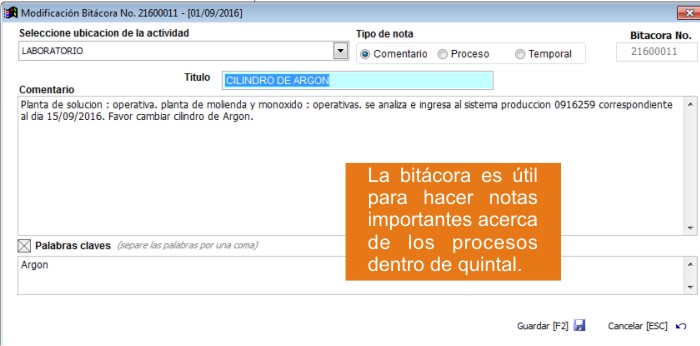 Modificación Bitácora No. 21600011 - [01/09/2016]
Seleccione ubicacion de la actividad
Tipo de nota
Bitacora No.
LABORATORIO
Comentario Proceso Temporal
21600011
Titulo
CILINDRO DE ARGON
Comentario
Planta de solucion : operativa. planta de molienda y monoxido : operativas. se analiza e ingresa al sistema produccion 0916259 correspondiente
al dia 15/09/2016. Favor cambiar cilindro de Argon.
La bitácora es útil
para hacer notas
importantes acerca
de los procesos
dentro de quintal.
Palabras claves (separe las palabras por una coma)
Argon
Guardar [F2] Cancelar [ESC]